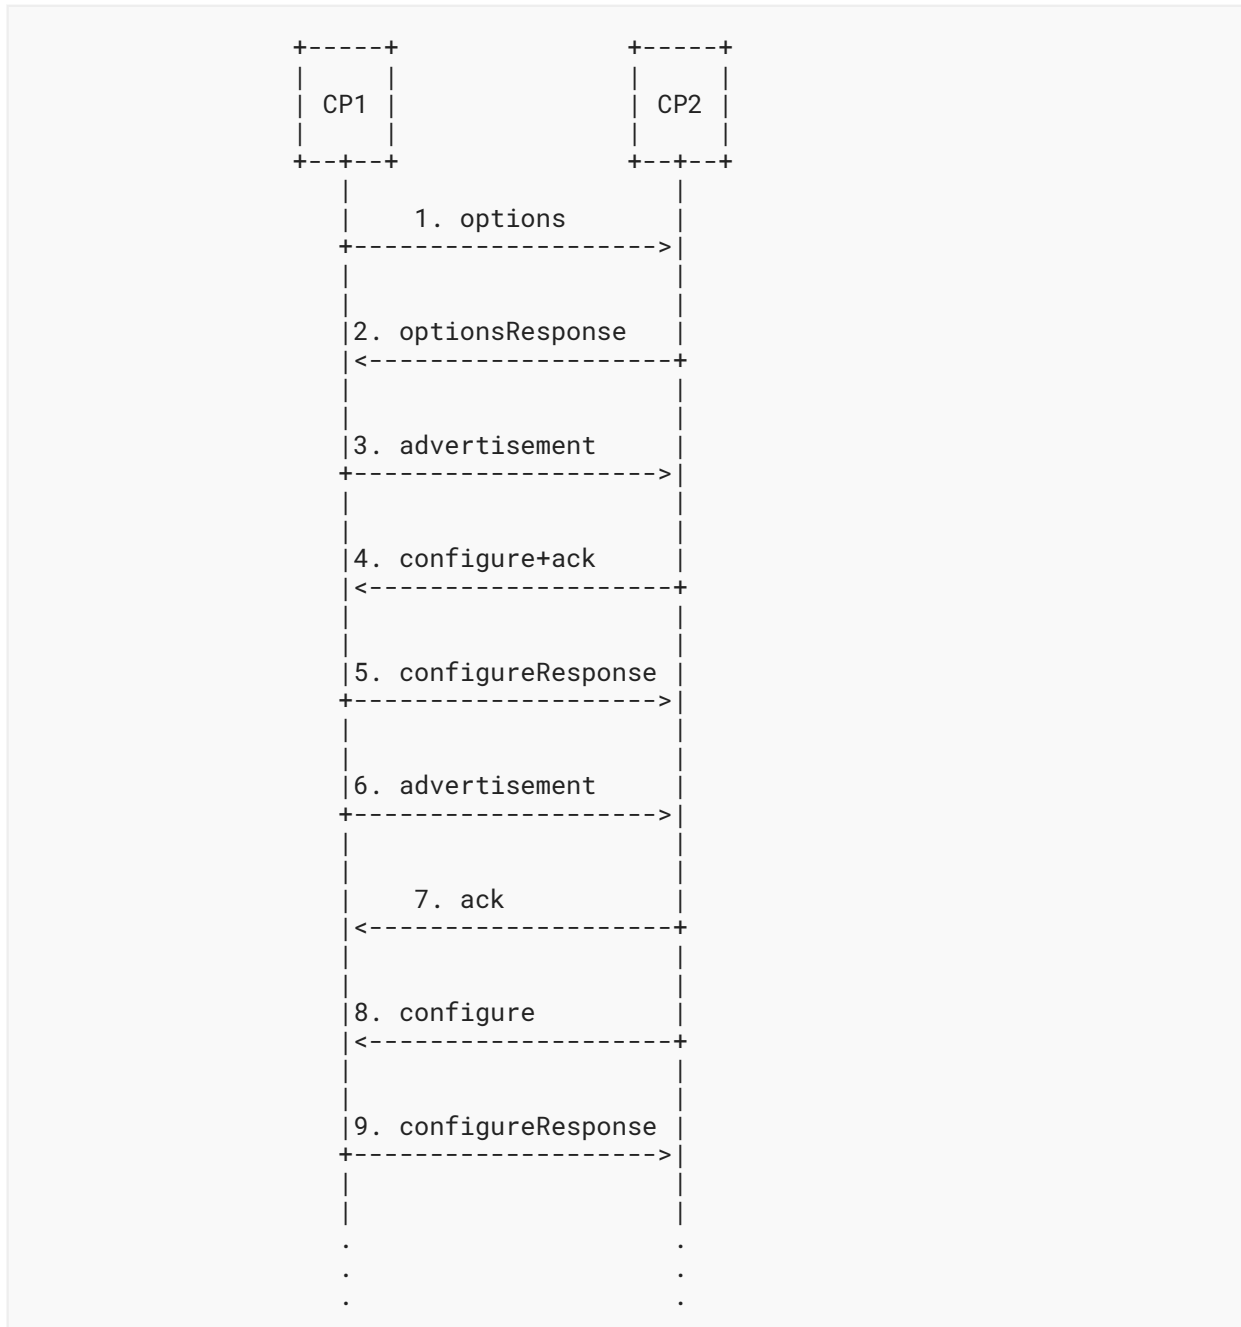 CP1 CP2
1. options
2. optionsResponse
3. advertisement
4. configure+ack
5. configureResponse
6. advertisement
7. ack
8. configure
9. configureResponse